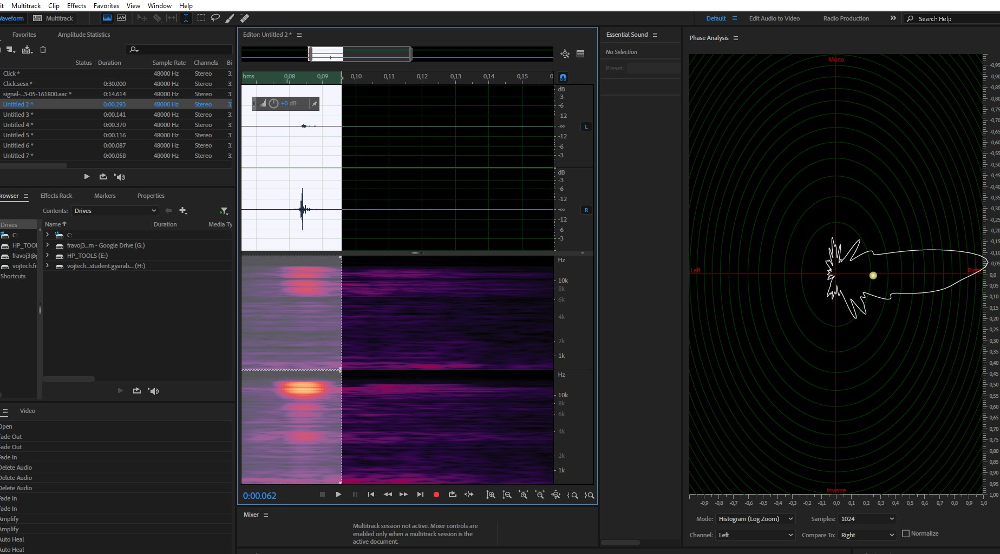 it Multitrack Clip Effects Favorites View Window Help
Waveform Multitrack
Default Edit Audio to Video Radio Production » Search Help
Favorites Amplitude Statistics
Status Duration Sample Rate Channels Bi
Click * 48000 Hz Stereo 3
Click.sesx * 0:30.000 48000 Hz Stereo 3
signal-...3-05-161800.aac * 0:14.614 48000 Hz Stereo 3
Untitled 2 * 0:00.293 48000 Hz Stereo 3
Untitled 3 * 0:00.141 48000 Hz Stereo 3
Untitled 4 * 0:00.370 48000 Hz Stereo 3
Untitled 5 * 0:00.116 48000 Hz Stereo 3
Untitled 6 * 0:00.087 48000 Hz Stereo 3
Untitled 7 * 0:00.058 48000 Hz Stereo 3
rowser Effects Rack Markers Properties
Contents: Drives
Drives
C:
HP_TOOI
fravoj3@g
vojtech.fr
Shortcuts
Name Duration Media Ty
C:
fravoj3...m - Google Drive (G:)
HP_TOOLS (E:)
vojtech...student.gyarab.... (H:)
Video
Open
Fade Out
Fade Out
Fade In
Delete Audio
Delete Audio
Delete Audio
Fade In
Fade In
Amplify
Amplify
Auto Heal
Auto Heal
Editor: Untitled 2 *
hms 0,08 0,09 0,10 0,11 0,12 0,13 0,14 0,15 0
+0 dB
dB
-3
-6
-12
-∞
-12
-6
-3
L
dB
-3
-6
-12
-∞
-12
-6
-3
R
Hz
10k
8k
6k
4k
2k
1k
Hz
10k
8k
6k
4k
2k
1k
0:00.062
Mixer
Multitrack session not active. Mixer controls are
enabled only when a multitrack session is the
active document.
Essential Sound
No Selection
Preset:
Phase Analysis
Mono
Left
Right
Inverse
-0,95
-0,90
-0,85
-0,80
-0,75
-0,70
-0,65
-0,60
-0,55
-0,50
-0,45
-0,40
-0,35
-0,30
-0,25
-0,20
-0,15
-0,10
-0,05
0,0
0,05
0,10
0,15
0,20
0,25
0,30
0,35
0,40
0,45
0,50
0,55
0,60
0,65
0,70
0,75
0,80
0,85
0,90
0,95
1,00
-0,9 -0,8 -0,7 -0,6 -0,5 -0,4 -0,3 -0,2 -0,1 0,0 0,1 0,2 0,3 0,4 0,5 0,6 0,7 0,8 0,9 1,0
Mode: Histogram (Log Zoom) Samples: 1024
Channel: Left Compare To: Right Normalize